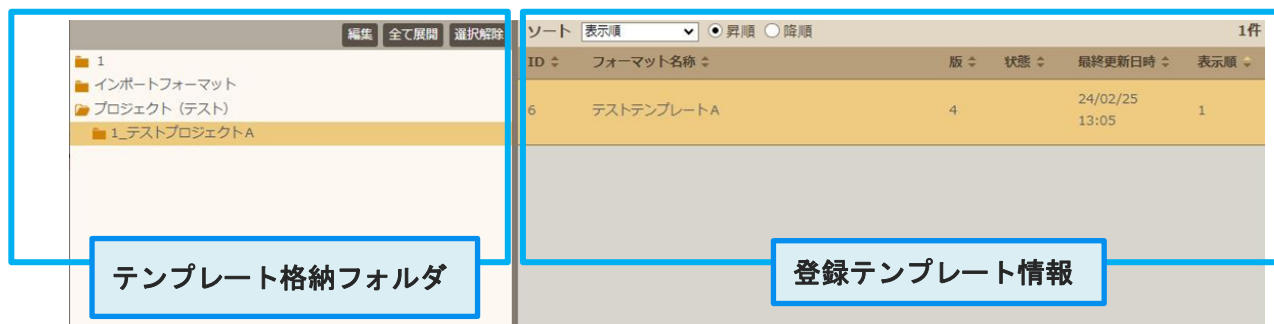 編集 全て展開 選択解除
1
インポートフォーマット
プロジェクト（テスト）
1_テストプロジェクトA
テンプレート格納フォルダ
ソート 表示順 昇順 降順 1件
ID フォーマット名称 版 状態 最終更新日時 表示順
6 テストテンプレートA 4 24/02/25 1
13:05
登録テンプレート情報